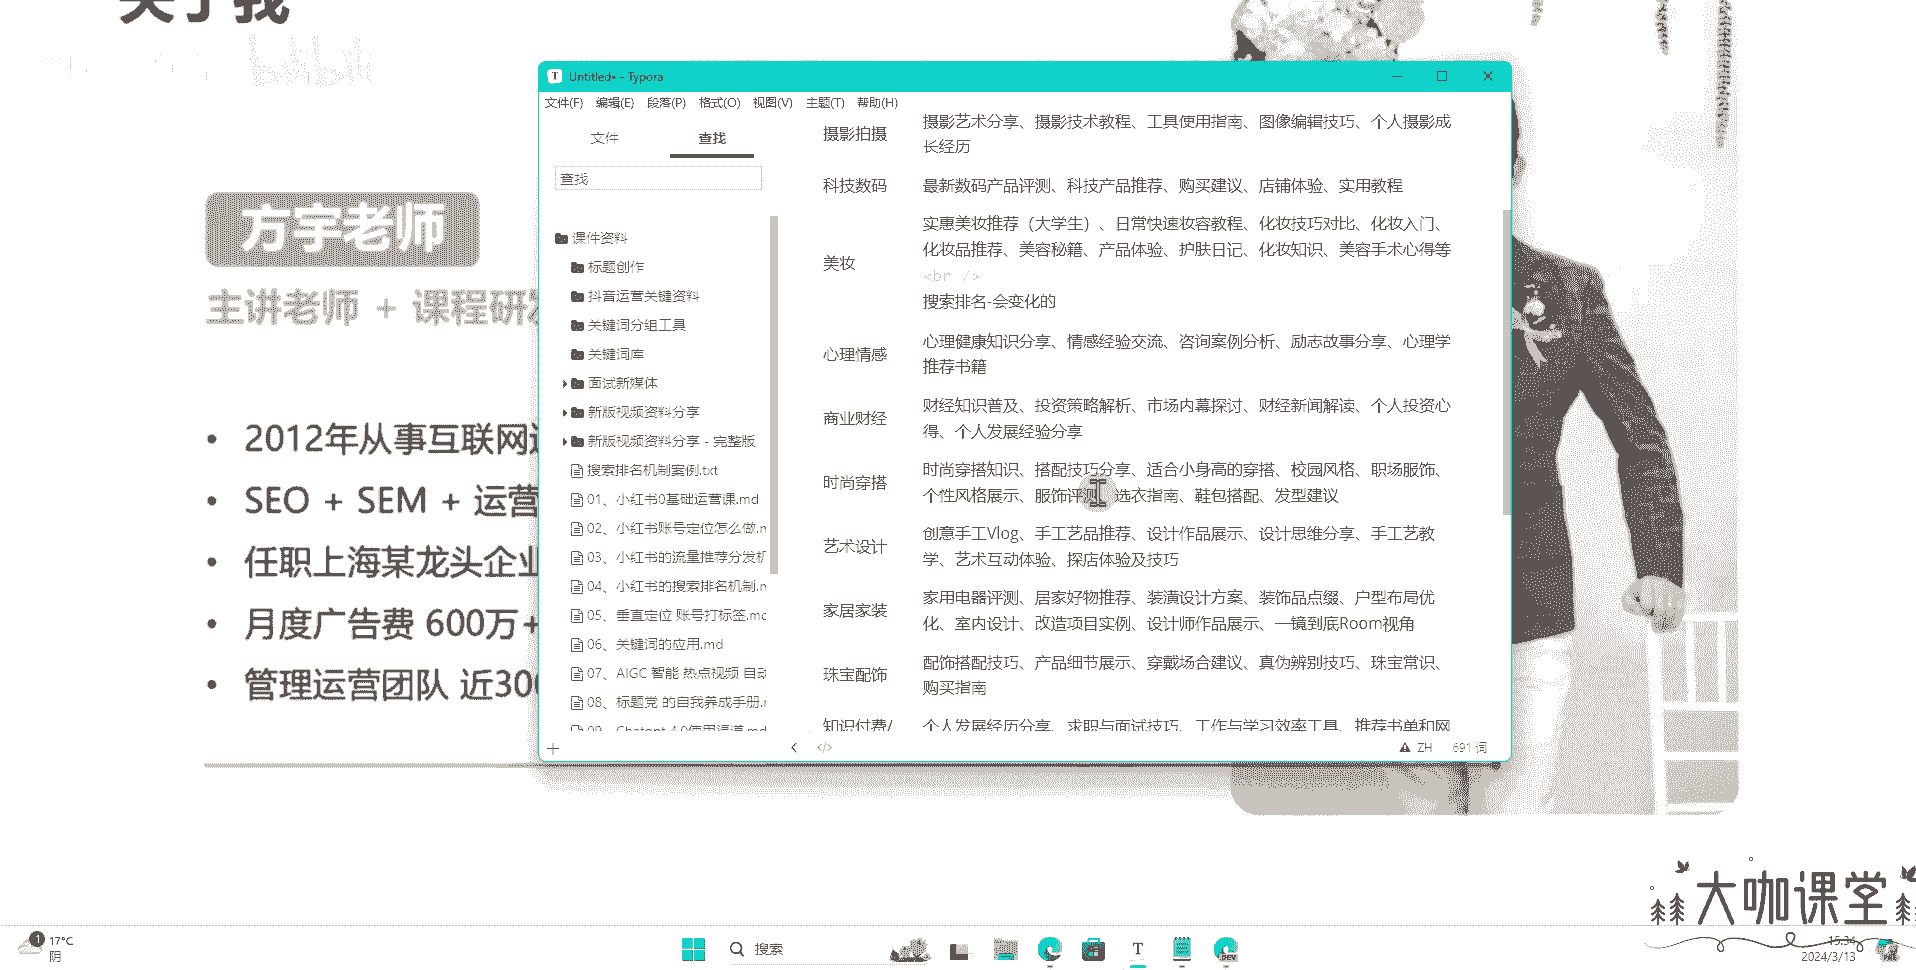 关于我
bilibili
方宇老师
主讲老师 + 课程研发
• 2012年从事互联网运
• SEO + SEM + 运营
• 任职上海某龙头企业
• 月度广告费 600万+
• 管理运营团队 近300
Untitled• - Typora
文件(F) 编辑(E) 段落(P) 格式(O) 视图(V) 主题(T) 帮助(H)
文件 查找
查找
课件资料
标题创作
抖音运营关键资料
关键词分组工具
关键词库
面试新媒体
新版视频资料分享
新版视频资料分享 - 完整版
搜索排名机制案例.txt
01、小红书0基础运营课.md
02、小红书账号定位怎么做.m
03、小红书的流量推荐分发机
04、小红书的搜索排名机制.m
05、垂直定位 账号打标签.md
06、关键词的应用.md
07、AIGC 智能 热点视频 自动
08、标题党 的自我养成手册.m
09、Chatgpt 4.0使用渠道.md
摄影拍摄
摄影艺术分享、摄影技术教程、工具使用指南、图像编辑技巧、个人摄影成
长经历
科技数码
最新数码产品评测、科技产品推荐、购买建议、店铺体验、实用教程
美妆
实惠美妆推荐（大学生）、日常快速妆容教程、化妆技巧对比、化妆入门、
化妆品推荐、美容秘籍、产品体验、护肤日记、化妆知识、美容手术心得等
<br />
搜索排名-会变化的
心理情感
心理健康知识分享、情感经验交流、咨询案例分析、励志故事分享、心理学
推荐书籍
商业财经
财经知识普及、投资策略解析、市场内幕探讨、财经新闻解读、个人投资心
得、个人发展经验分享
时尚穿搭
时尚穿搭知识、搭配技巧分享、适合小身高的穿搭、校园风格、职场服饰、
个性风格展示、服饰评测、选衣指南、鞋包搭配、发型建议
艺术设计
创意手工Vlog、手工艺品推荐、设计作品展示、设计思维分享、手工艺教
学、艺术互动体验、探店体验及技巧
家居家装
家用电器评测、居家好物推荐、装潢设计方案、装饰品点缀、户型布局优
化、室内设计、改造项目实例、设计师作品展示、一镜到底Room视角
珠宝配饰
配饰搭配技巧、产品细节展示、穿戴场合建议、真伪辨别技巧、珠宝常识、
购买指南
知识付费/
个人发展经历分享、求职与面试技巧、工作与学习效率工具、推荐书单和网
ZH 691 词
大咖课堂
1
17°C
阴
搜索
DEV
15:34
2024/3/13
PRE